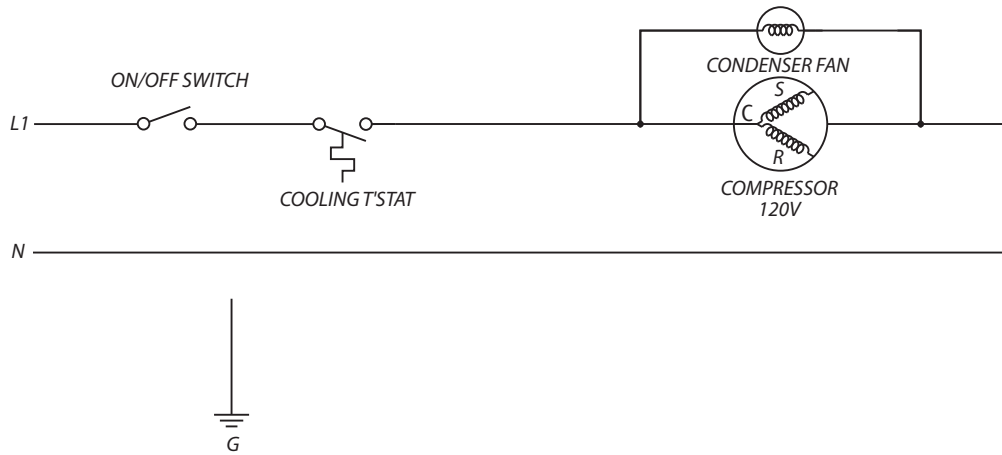 CONDENSER FAN
ON/OFF SWITCH
S
L1
C
R
COOLING T'STAT
COMPRESSOR
120V
N
G